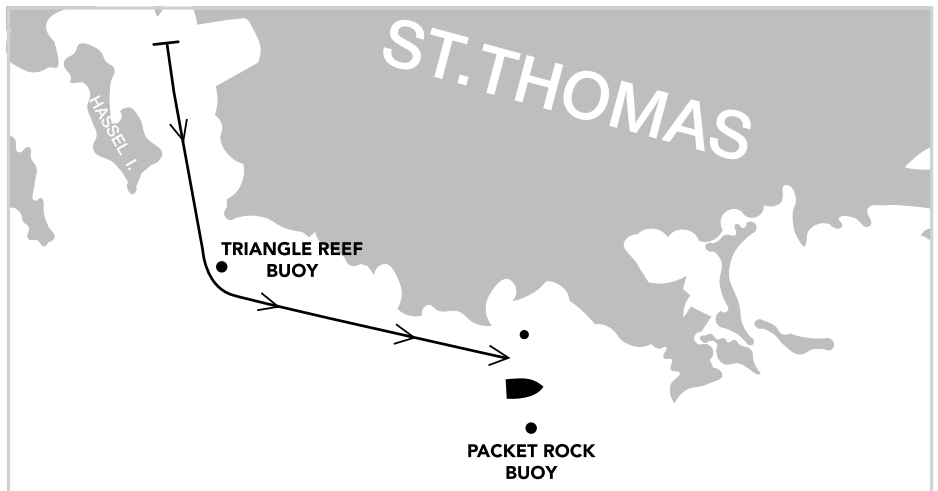 ST.THOMAS
HASSEL I.
TRIANGLE REEF
BUOY
PACKET ROCK
BUOY